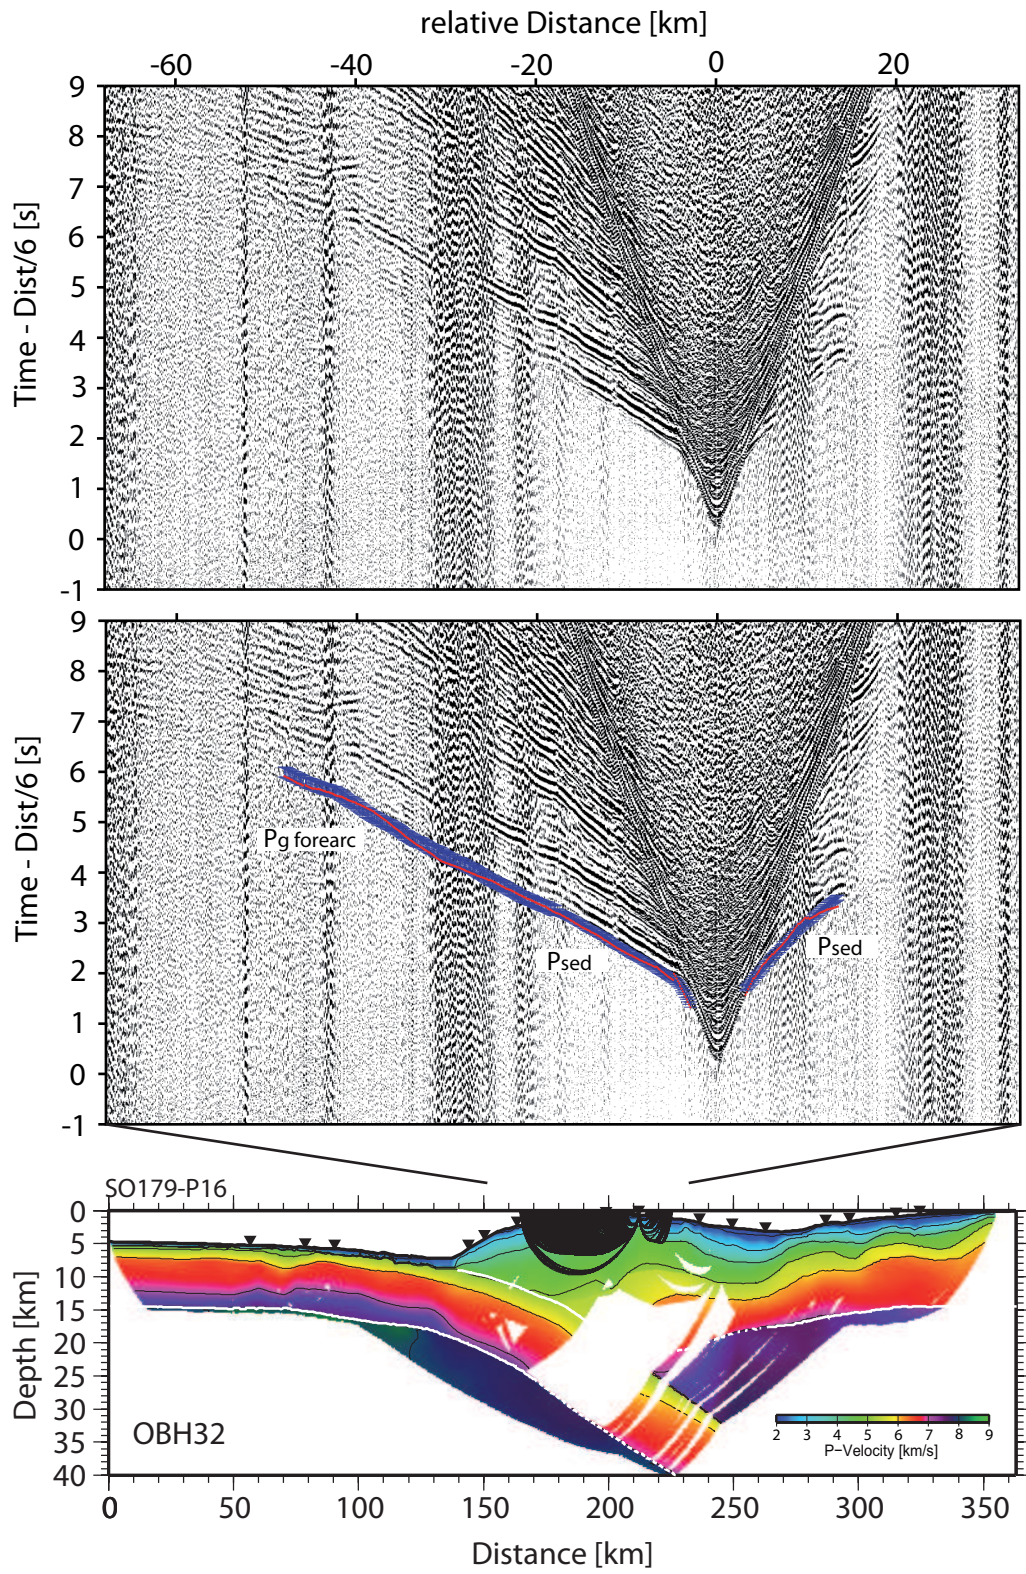 relative Distance [km]
-60 -40 -20 0 20
9
8
7
6
5
4
3
2
1
0
-1
Time - Dist/6 [s]
9
8
7
6
5
4
3
2
1
0
-1
Time - Dist/6 [s]
Pg forearc
Psed
Psed
SO179-P16
0
5
10
15
20
25
30
35
40
Depth [km]
OBH32
2 3 4 5 6 7 8 9
P-Velocity [km/s]
0 50 100 150 200 250 300 350
Distance [km]